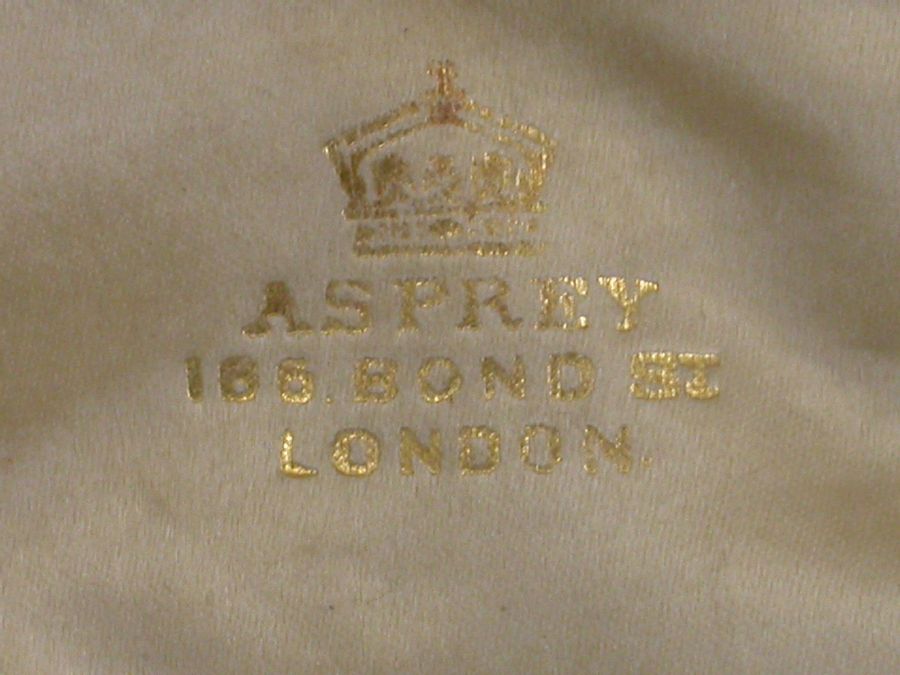 ASPREY
166. BOND ST
LONDON.